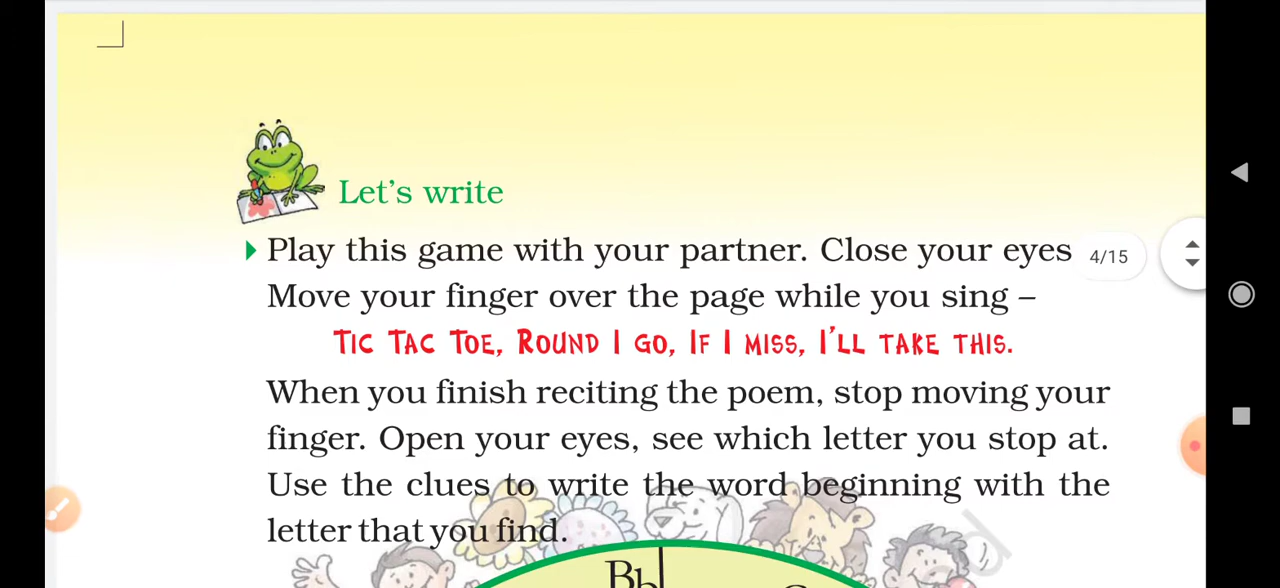 Let's write
Play this game with your partner. Close your eyes
4/15
Move your finger over the page while you sing –
TIC TAC TOE, ROUND I GO, IF I MISS, I'LL TAKE THIS.
When you finish reciting the poem, stop moving your
finger. Open your eyes, see which letter you stop at.
Use the clues to write the word beginning with the
letter that you find.
Bb